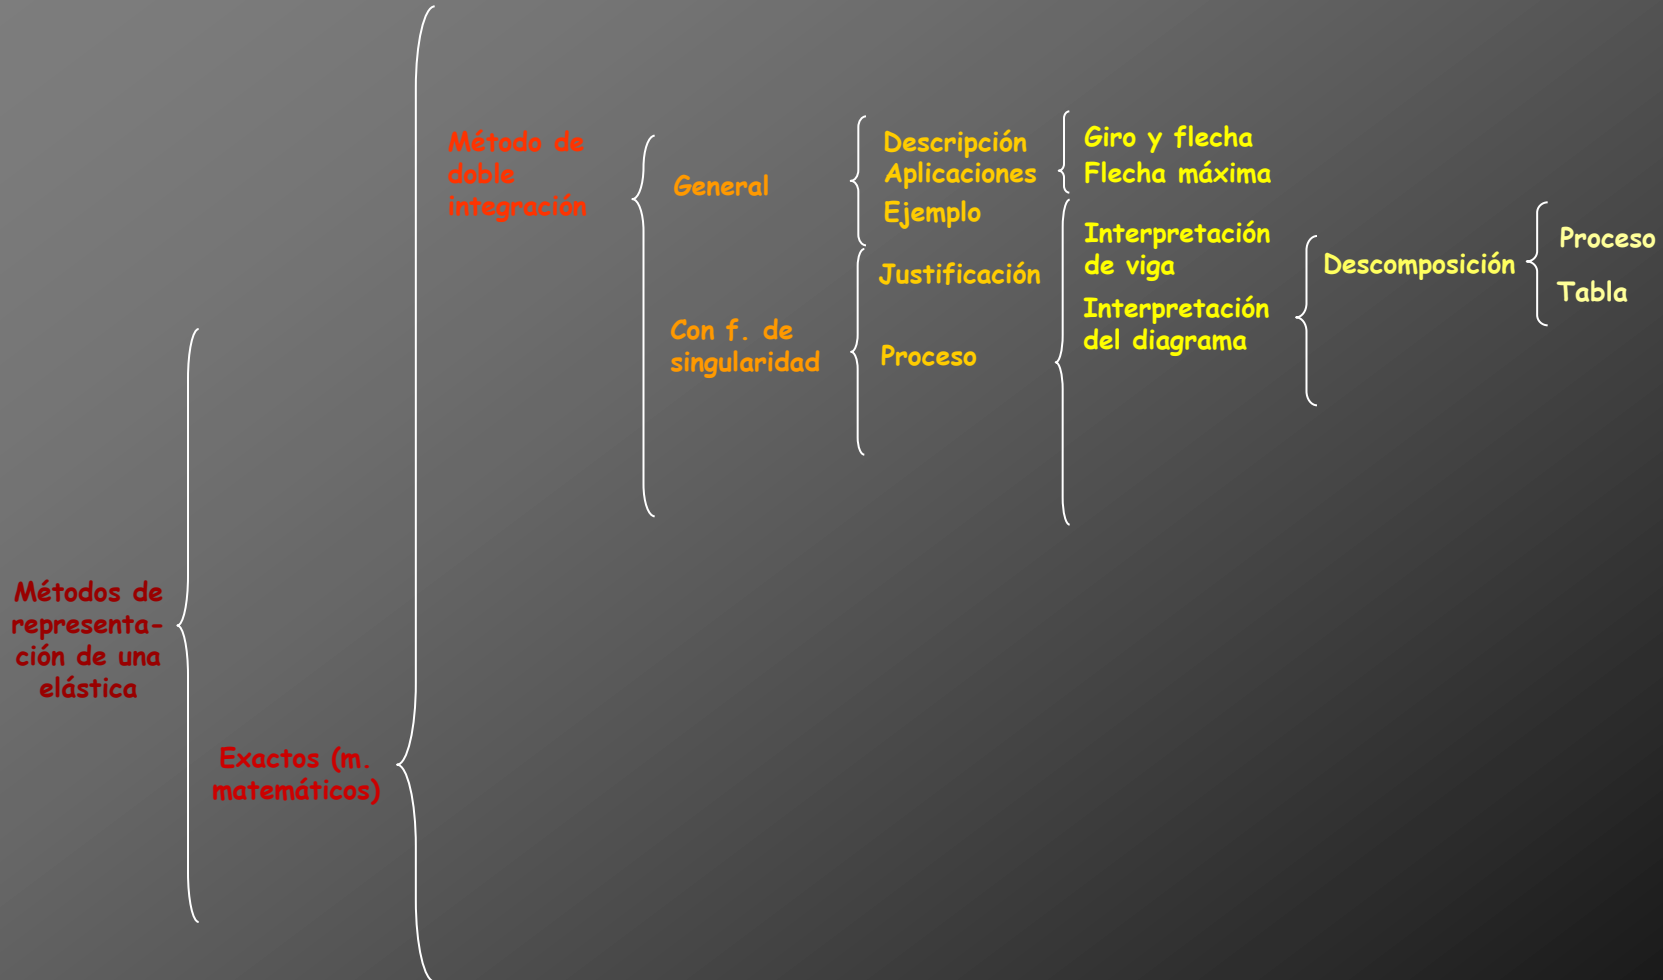 Métodos de
representa-
ción de una
elástica
Exactos (m.
matemáticos)
Método de
doble
integración
General
Descripción
Aplicaciones
Ejemplo
Giro y flecha
Flecha máxima
Con f. de
singularidad
Justificación
Proceso
Interpretación
de viga
Interpretación
del diagrama
Descomposición
Proceso
Tabla